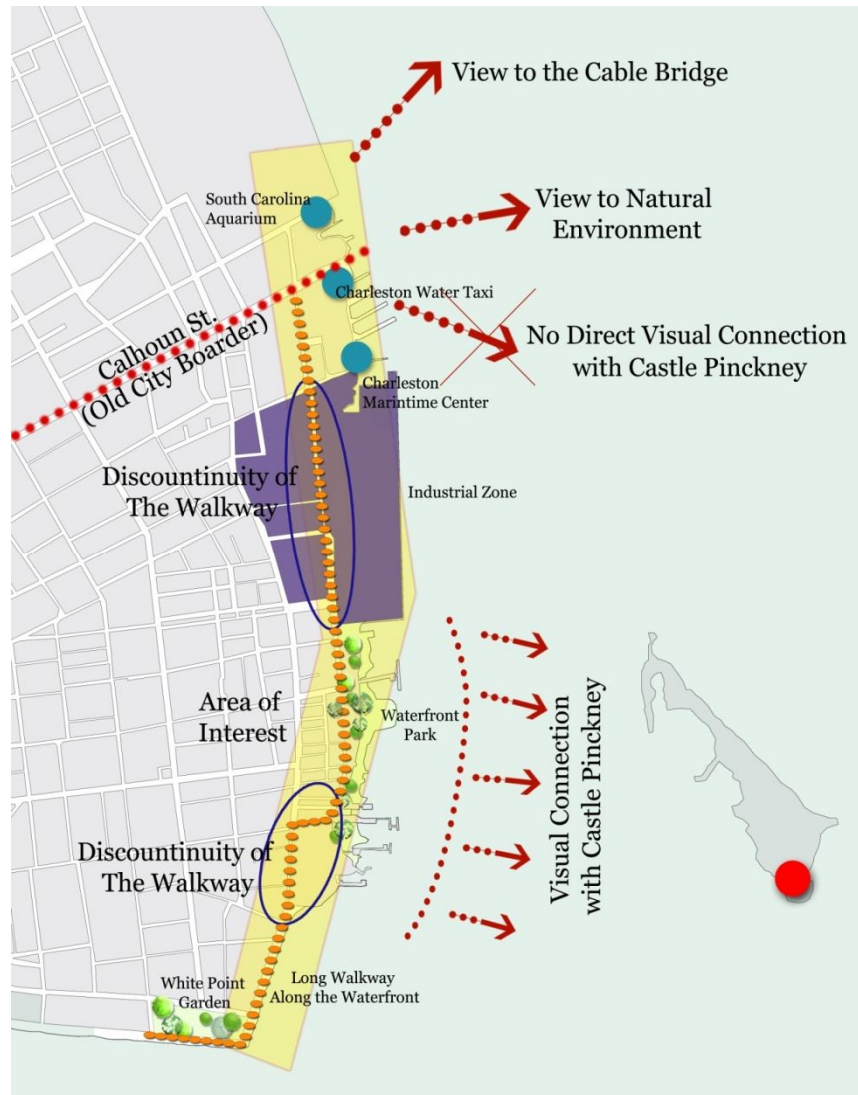 View to the Cable Bridge
South Carolina
Aquarium
View to Natural
Environment
Charleston Water Taxi
Calhoun St.
(Old City Boarder)
No Direct Visual Connection
with Castle Pinckney
Charleston
Marintime Center
Discountinuity of
The Walkway
Industrial Zone
Area of
Interest
Waterfront
Park
Visual Connection
with Castle Pinckney
Discountinuity of
The Walkway
White Point
Garden
Long Walkway
Along the Waterfront